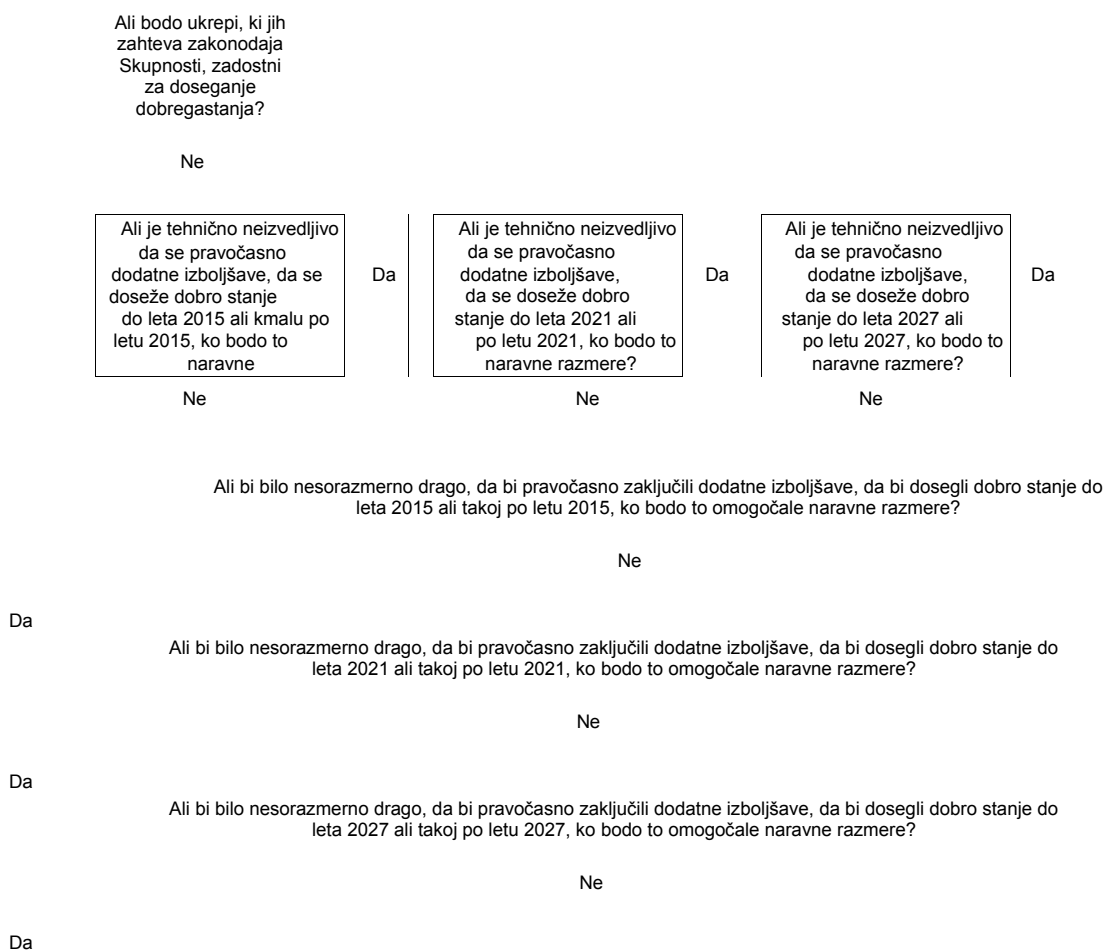 Ali bodo ukrepi, ki jih
zahteva zakonodaja
Skupnosti, zadostni
za doseganje
dobregastanja?
Ne
Ali je tehnično neizvedljivo
da se pravočasno
dodatne izboljšave, da se
doseže dobro stanje
do leta 2015 ali kmalu po
letu 2015, ko bodo to
naravne
Da
Ali je tehnično neizvedljivo
da se pravočasno
dodatne izboljšave,
da se doseže dobro
stanje do leta 2021 ali
po letu 2021, ko bodo to
naravne razmere?
Da
Ali je tehnično neizvedljivo
da se pravočasno
dodatne izboljšave,
da se doseže dobro
stanje do leta 2027 ali
po letu 2027, ko bodo to
naravne razmere?
Da
Ne
Ne
Ne
Ali bi bilo nesorazmerno drago, da bi pravočasno zaključili dodatne izboljšave, da bi dosegli dobro stanje do
leta 2015 ali takoj po letu 2015, ko bodo to omogočale naravne razmere?
Ne
Da
Ali bi bilo nesorazmerno drago, da bi pravočasno zaključili dodatne izboljšave, da bi dosegli dobro stanje do
leta 2021 ali takoj po letu 2021, ko bodo to omogočale naravne razmere?
Ne
Da
Ali bi bilo nesorazmerno drago, da bi pravočasno zaključili dodatne izboljšave, da bi dosegli dobro stanje do
leta 2027 ali takoj po letu 2027, ko bodo to omogočale naravne razmere?
Ne
Da